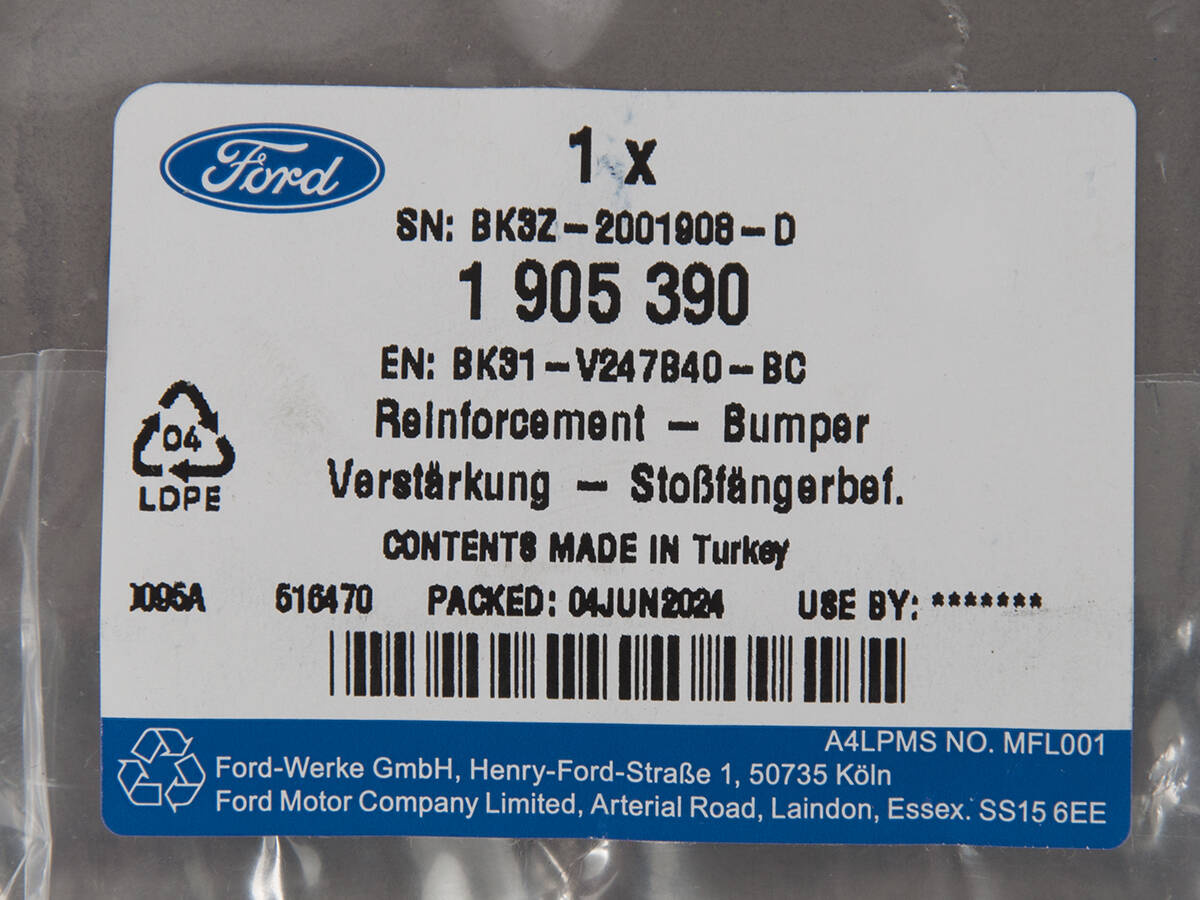 Ford
1 x
SN: BK3Z-2001908-D
1 905 390
EN: BK31-V247B40-BC
Reinforcement - Bumper
Verstärkung - Stoßfängerbef.
04
LDPE
CONTENTS MADE IN Turkey
516470 PACKED: 04JUN2024 USE BY: *******
A4LPMS NO. MFL001
Ford-Werke GmbH, Henry-Ford-Straße 1, 50735 Köln
Ford Motor Company Limited, Arterial Road, Laindon, Essex. SS15 6EE